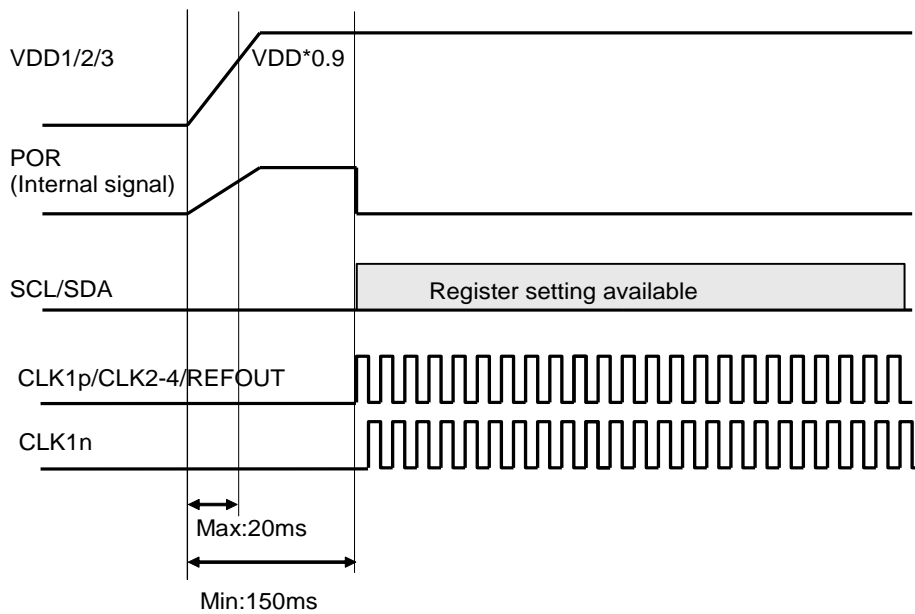 VDD1/2/3
VDD*0.9
POR
(Internal signal)
SCL/SDA
Register setting available
CLK1p/CLK2-4/REFOUT
CLK1n
Max:20ms
Min:150ms